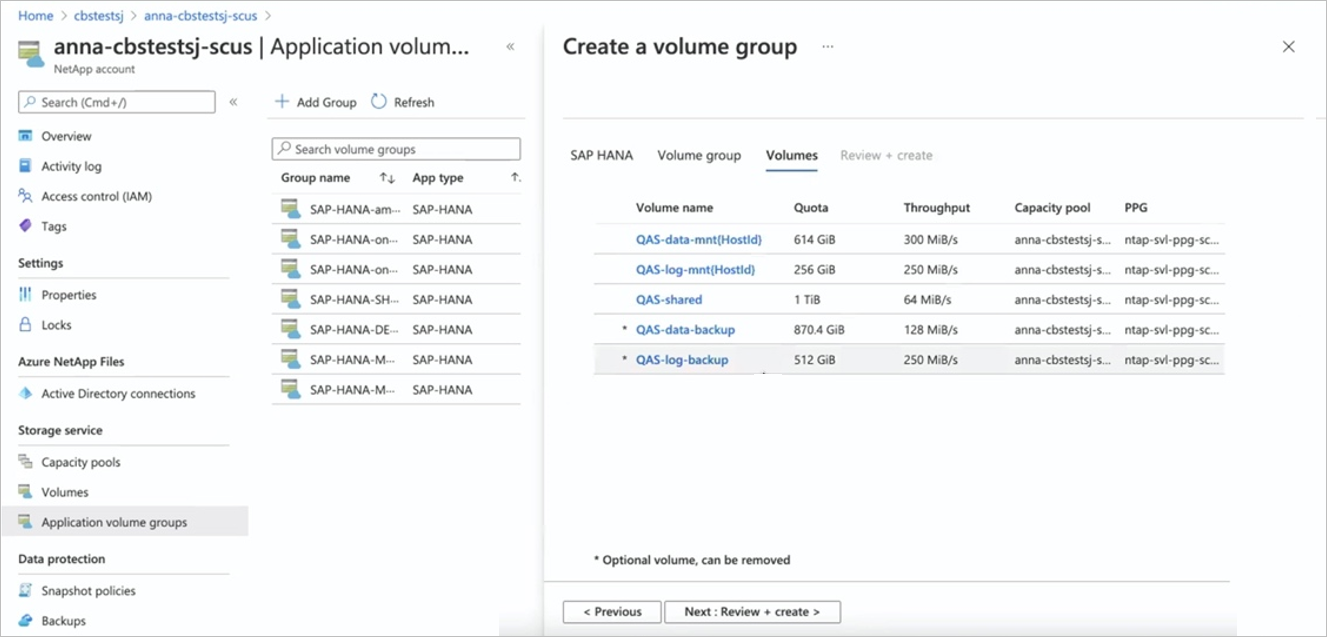 Home > cbstestsj > anna-cbstestsj-scus >
anna-cbstestsj-scus | Application volum... «
NetApp account
Search (Cmd+/) «
Overview
Activity log
Access control (IAM)
Tags
Settings
Properties
Locks
Azure NetApp Files
Active Directory connections
Storage service
Capacity pools
Volumes
Application volume groups
Data protection
Snapshot policies
Backups
+ Add Group Refresh
Search volume groups
Group name ↑↓ App type ↑.
SAP-HANA-am... SAP-HANA
SAP-HANA-on... SAP-HANA
SAP-HANA-on... SAP-HANA
SAP-HANA-SH... SAP-HANA
SAP-HANA-DE... SAP-HANA
SAP-HANA-M... SAP-HANA
SAP-HANA-M... SAP-HANA
Create a volume group ...
SAP HANA Volume group Volumes Review + create
Volume name Quota Throughput Capacity pool PPG
QAS-data-mnt{HostId} 614 GiB 300 MiB/s anna-cbstestsj-s... ntap-svl-ppg-sc...
QAS-log-mnt{HostId} 256 GiB 250 MiB/s anna-cbstestsj-s... ntap-svl-ppg-sc...
QAS-shared 1 TiB 64 MiB/s anna-cbstestsj-s... ntap-svl-ppg-sc...
* QAS-data-backup 870.4 GiB 128 MiB/s anna-cbstestsj-s... ntap-svl-ppg-sc...
* QAS-log-backup 512 GiB 250 MiB/s anna-cbstestsj-s... ntap-svl-ppg-sc...
* Optional volume, can be removed
< Previous Next : Review + create >